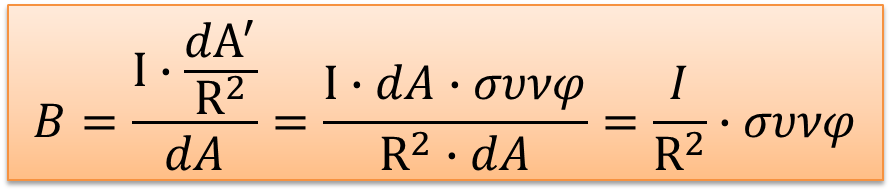 B = (I · dA′/R²)/dA = (I · dA · συνφ)/(R² · dA) = I/R² · συνφ